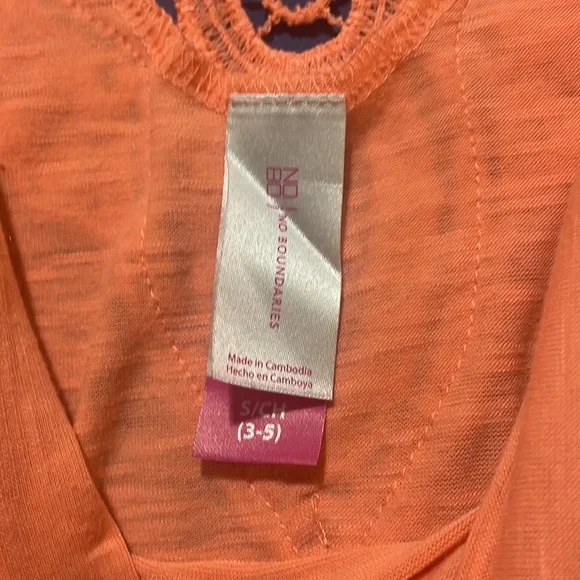 NO
BO
NO BOUNDARIES
Made in Cambodia
Hecho en Camboya
S/CH
(3-5)